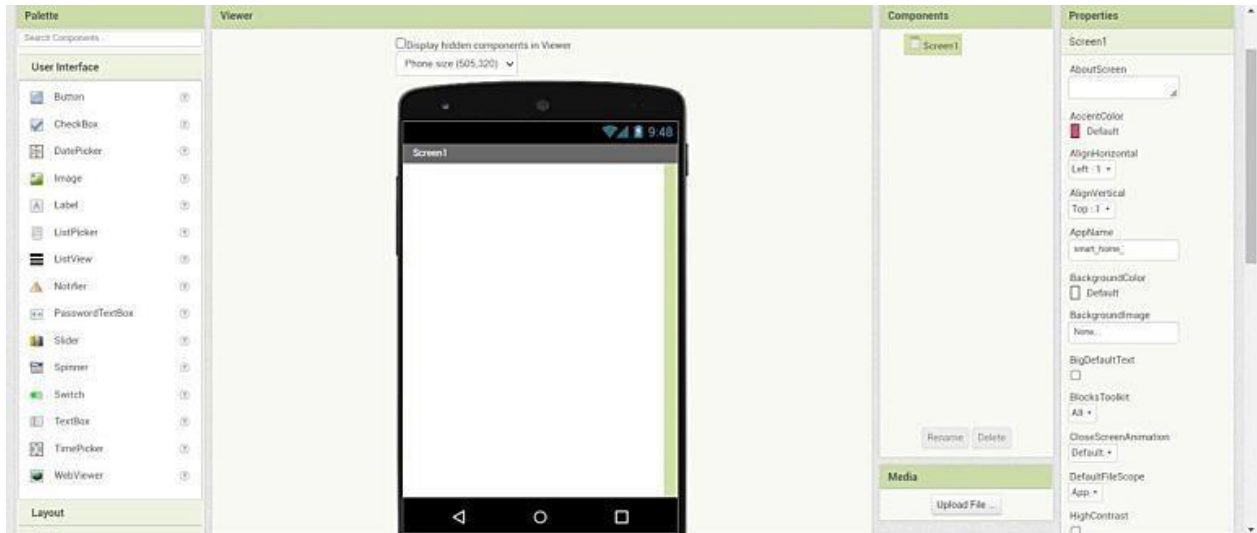 Palette
Search Components
User Interface
Button
CheckBox
DatePicker
Image
Label
ListPicker
ListView
Notifier
PasswordTextBox
Slider
Spinner
Switch
TextBox
TimePicker
WebViewer
Layout
Viewer
Display hidden components in Viewer
Phone size (505,320)
9:48
Screen1
Components
Screen1
Rename Delete
Media
Upload File ...
Properties
Screen1
AboutScreen
AccentColor
Default
AlignHorizontal
Left : 1
AlignVertical
Top : 1
AppName
smart_home_
BackgroundColor
Default
BackgroundImage
None...
BigDefaultText
BlocksToolkit
All
CloseScreenAnimation
Default
DefaultFileScope
App
HighContrast